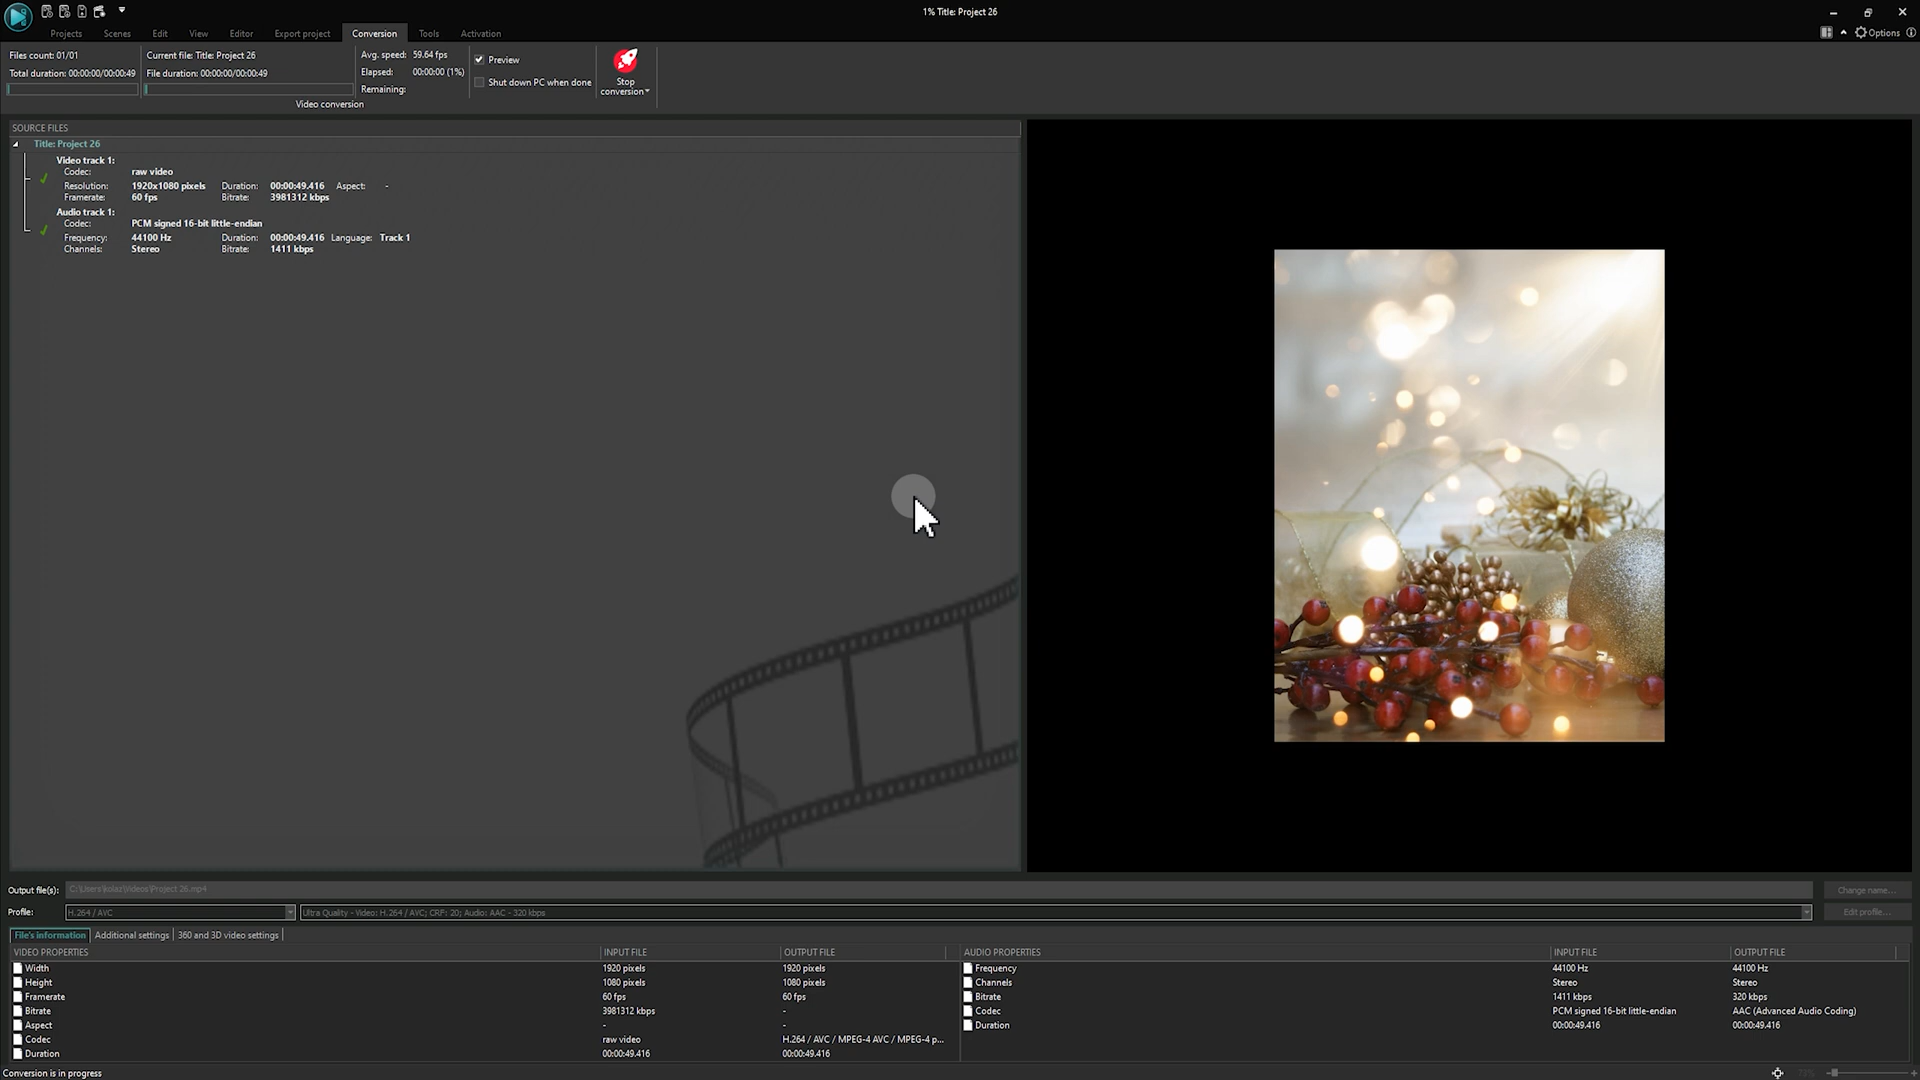 1% Title: Project 26
Projects Scenes Edit View Editor Export project Conversion Tools Activation Options
Files count: 01/01
Total duration: 00:00:00/00:00:49
Current file: Title: Project 26
File duration: 00:00:00/00:00:49
Avg. speed: 59.64 fps
Elapsed: 00:00:00 (1%)
Remaining:
Preview
Shut down PC when done
Stop
conversion
Video conversion
SOURCE FILES
Title: Project 26
Video track 1:
Codec: raw video
Resolution: 1920x1080 pixels Duration: 00:00:49.416 Aspect: -
Framerate: 60 fps Bitrate: 3981312 kbps
Audio track 1:
Codec: PCM signed 16-bit little-endian
Frequency: 44100 Hz Duration: 00:00:49.416 Language: Track 1
Channels: Stereo Bitrate: 1411 kbps
Output file(s): C:\Users\kolaz\Videos\Project 26.mp4 Change name...
Profile: H.264 / AVC Ultra Quality - Video: H.264 / AVC; CRF: 20; Audio: AAC - 320 kbps Edit profile...
File's information Additional settings 360 and 3D video settings
VIDEO PROPERTIES INPUT FILE OUTPUT FILE
Width 1920 pixels 1920 pixels
Height 1080 pixels 1080 pixels
Framerate 60 fps 60 fps
Bitrate 3981312 kbps -
Aspect - -
Codec raw video H.264 / AVC / MPEG-4 AVC / MPEG-4 p...
Duration 00:00:49.416 00:00:49.416
AUDIO PROPERTIES INPUT FILE OUTPUT FILE
Frequency 44100 Hz 44100 Hz
Channels Stereo Stereo
Bitrate 1411 kbps 320 kbps
Codec PCM signed 16-bit little-endian AAC (Advanced Audio Coding)
Duration 00:00:49.416 00:00:49.416
Conversion is in progress